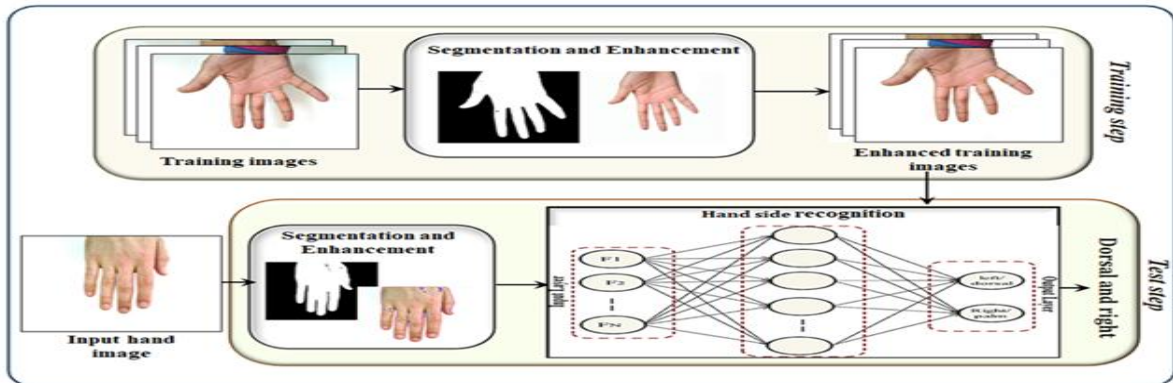 Segmentation and Enhancement
Training images
Enhanced training
images
Training step
Hand side recognition
Segmentation and
Enhancement
Input hand
image
Input Layer
F1
F2
FN
left/
dorsal
Right/
palm
Output Layer
Dorsal and right
Test step